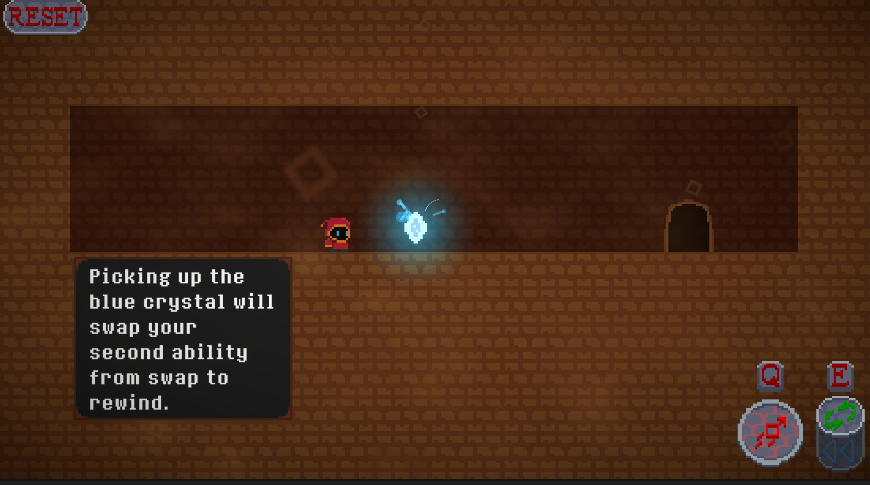 RESET
Picking up the
blue crystal will
swap your
second ability
from swap to
rewind.
Q E